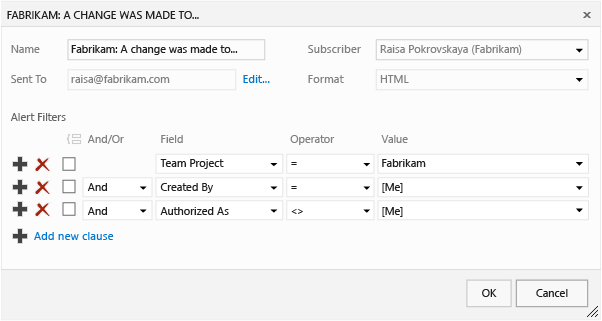 FABRIKAM: A CHANGE WAS MADE TO...
Name Fabrikam: A change was made to... Subscriber Raisa Pokrovskaya (Fabrikam)
Sent To raisa@fabrikam.com Edit... Format HTML
Alert Filters
And/Or Field Operator Value
Team Project = Fabrikam
And Created By = [Me]
And Authorized As <> [Me]
Add new clause
OK Cancel